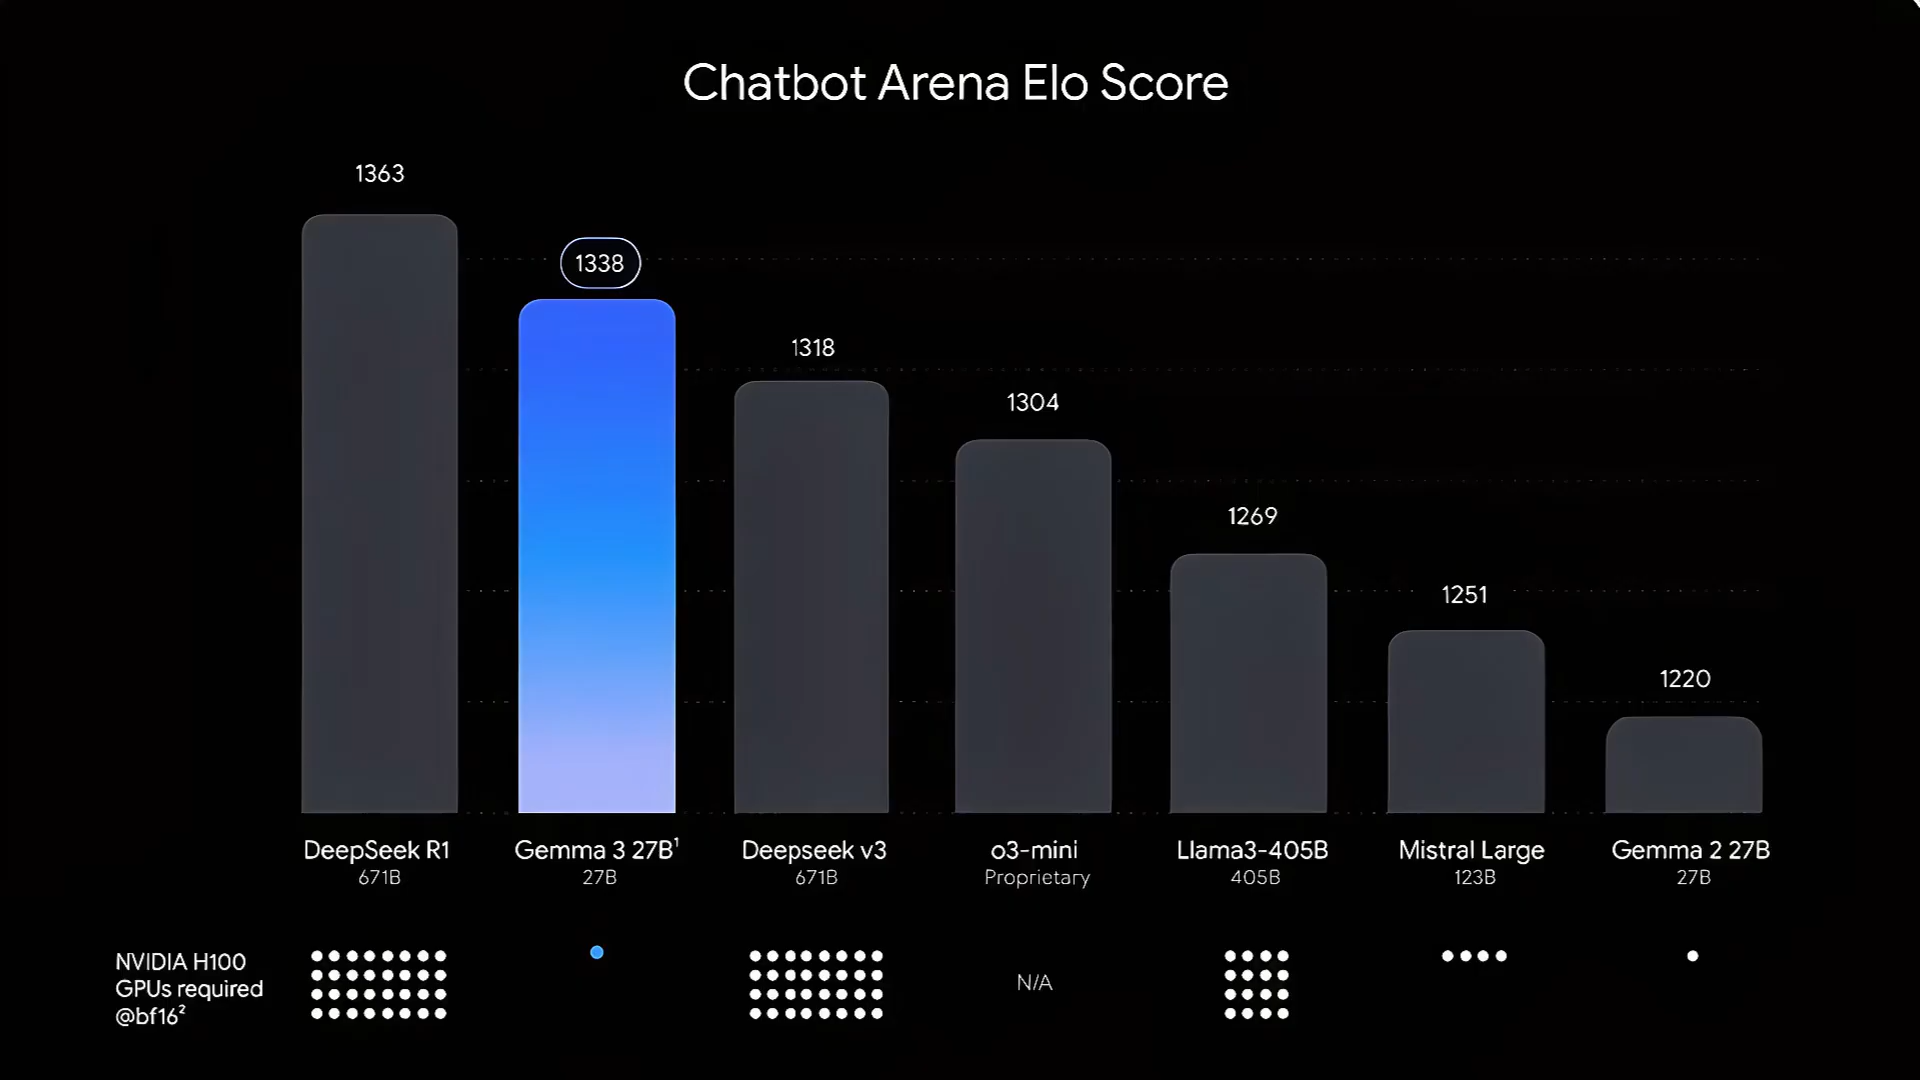 Chatbot Arena Elo Score
1363
1338
1318
1304
1269
1251
1220
DeepSeek R1
671B
Gemma 3 27B¹
27B
Deepseek v3
671B
o3-mini
Proprietary
Llama3-405B
405B
Mistral Large
123B
Gemma 2 27B
27B
NVIDIA H100
GPUs required
@bf16²
N/A